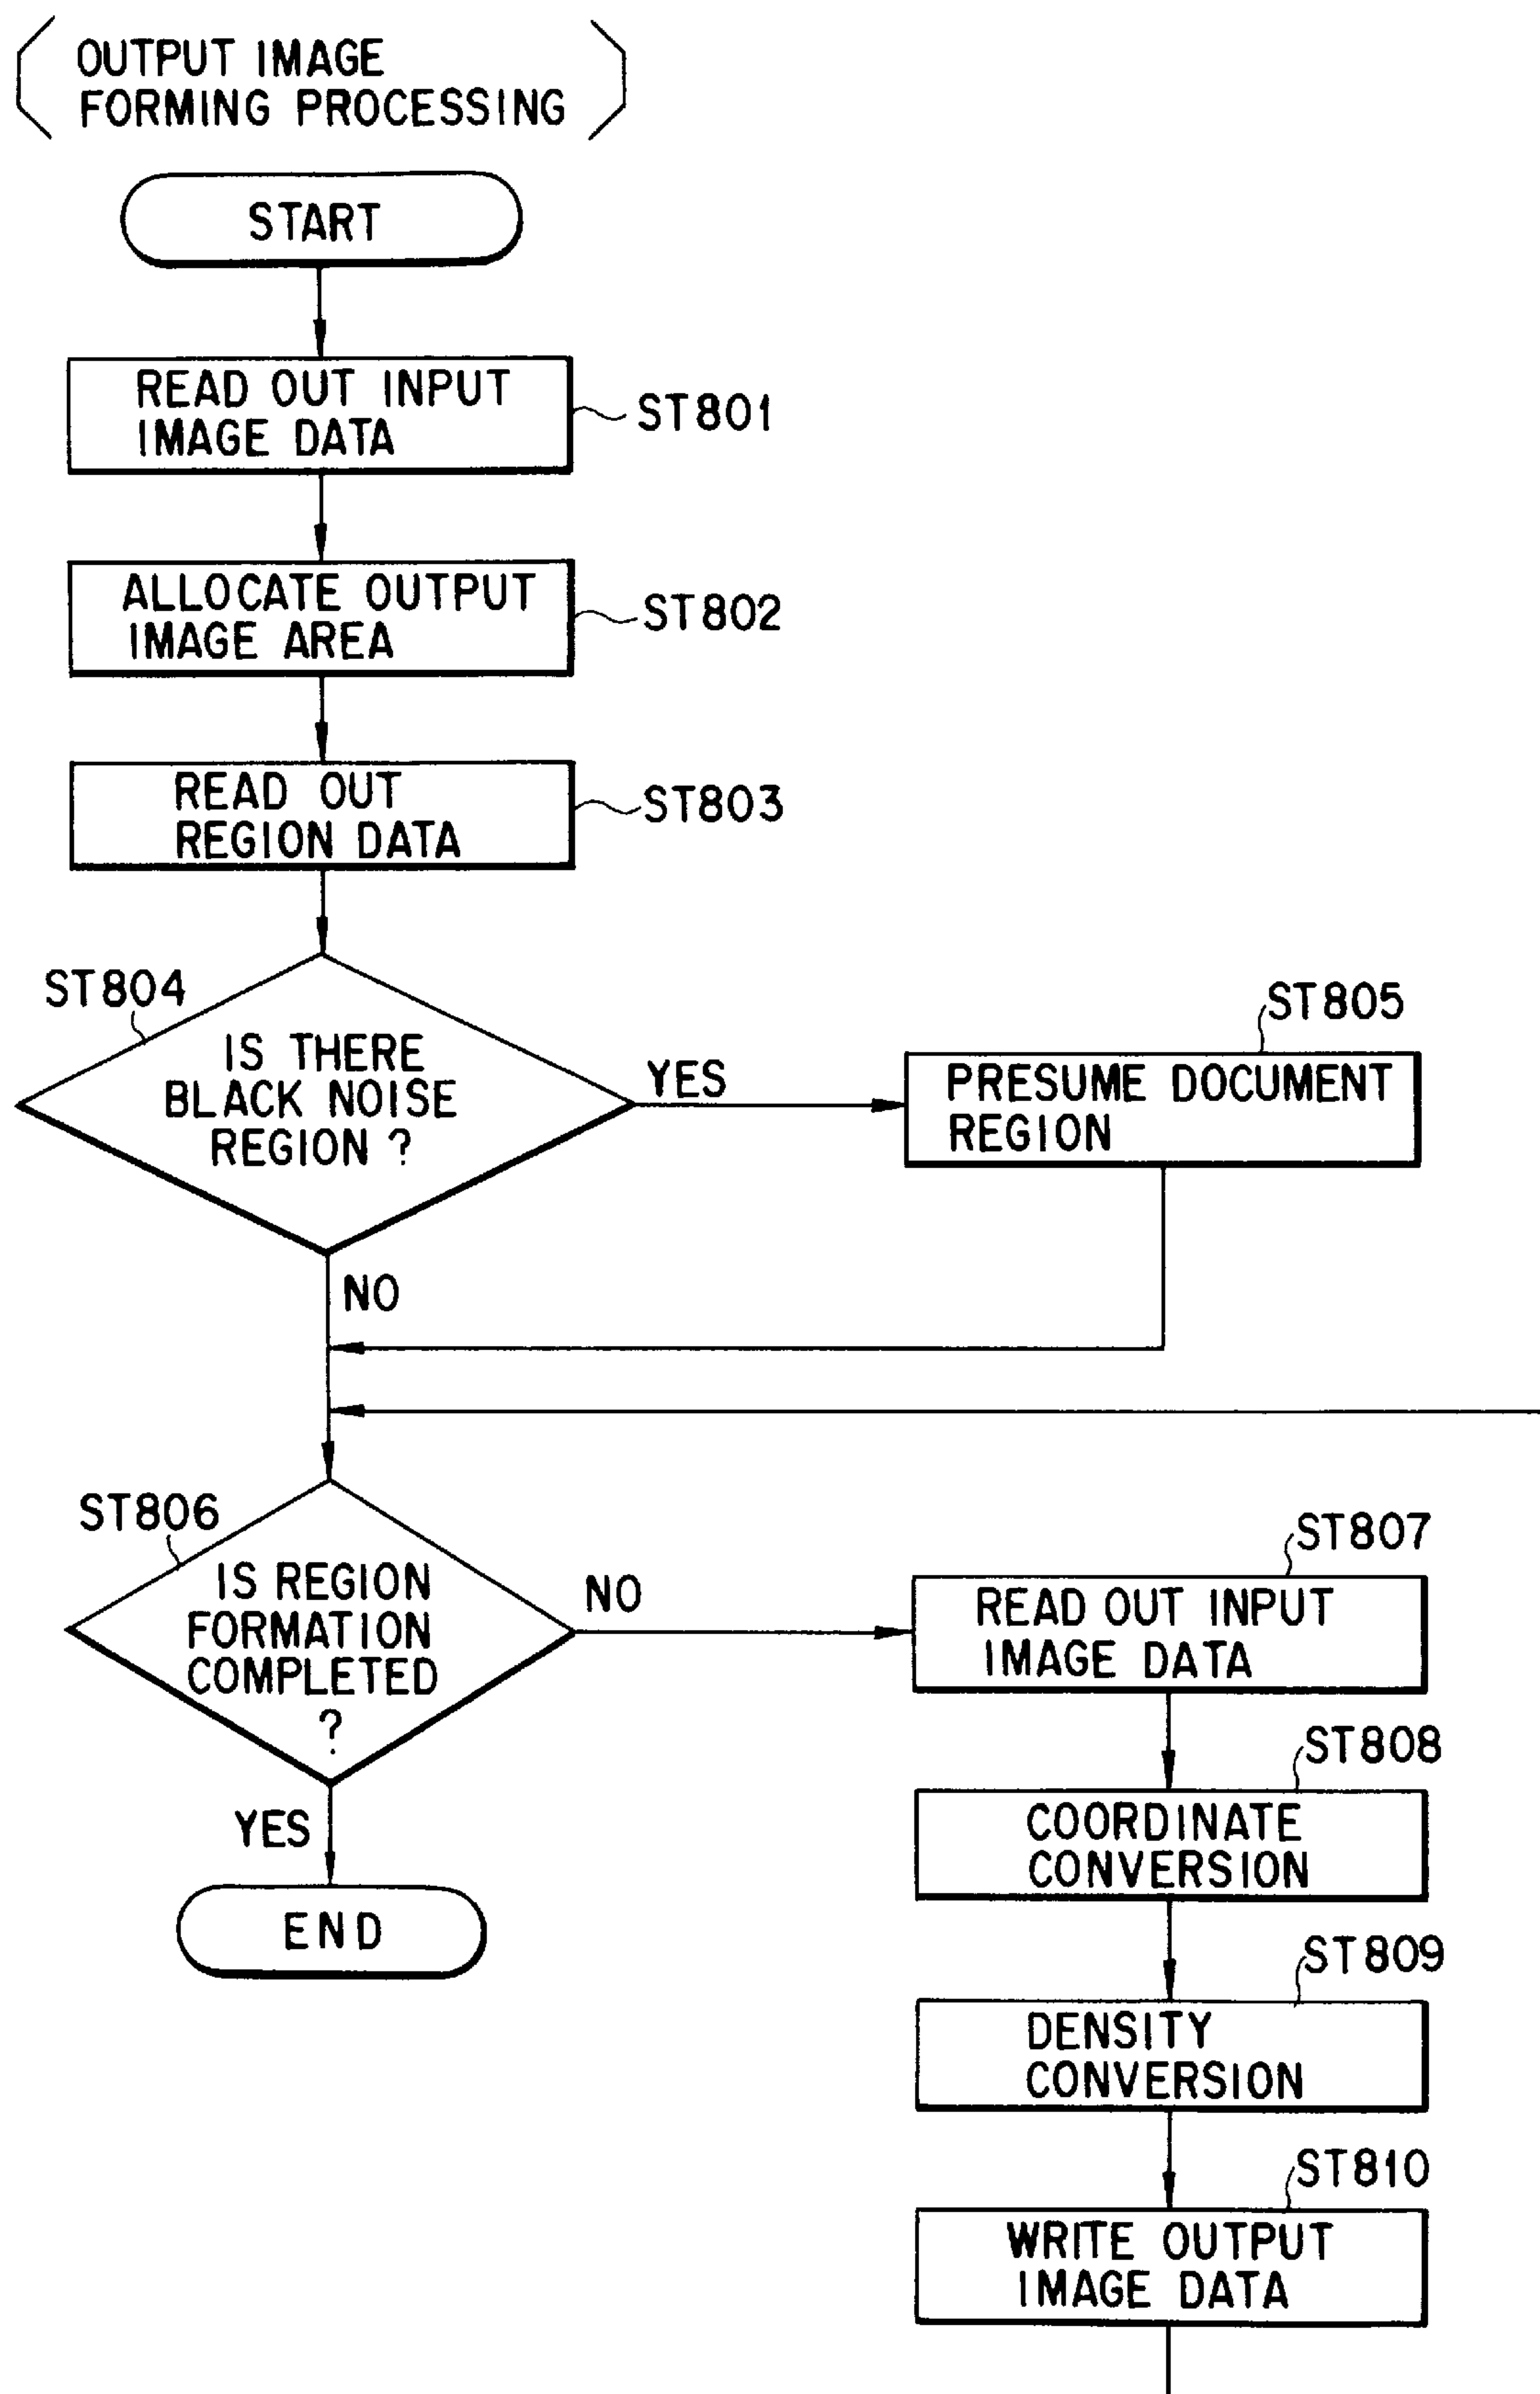 OUTPUT IMAGE
FORMING PROCESSING
START
READ OUT INPUT
IMAGE DATA
ST801
ALLOCATE OUTPUT
IMAGE AREA
ST802
READ OUT
REGION DATA
ST803
ST804
IS THERE
BLACK NOISE
REGION ?
YES
NO
ST805
PRESUME DOCUMENT
REGION
ST806
IS REGION
FORMATION
COMPLETED
?
NO
YES
END
ST807
READ OUT INPUT
IMAGE DATA
ST808
COORDINATE
CONVERSION
ST809
DENSITY
CONVERSION
ST810
WRITE OUTPUT
IMAGE DATA